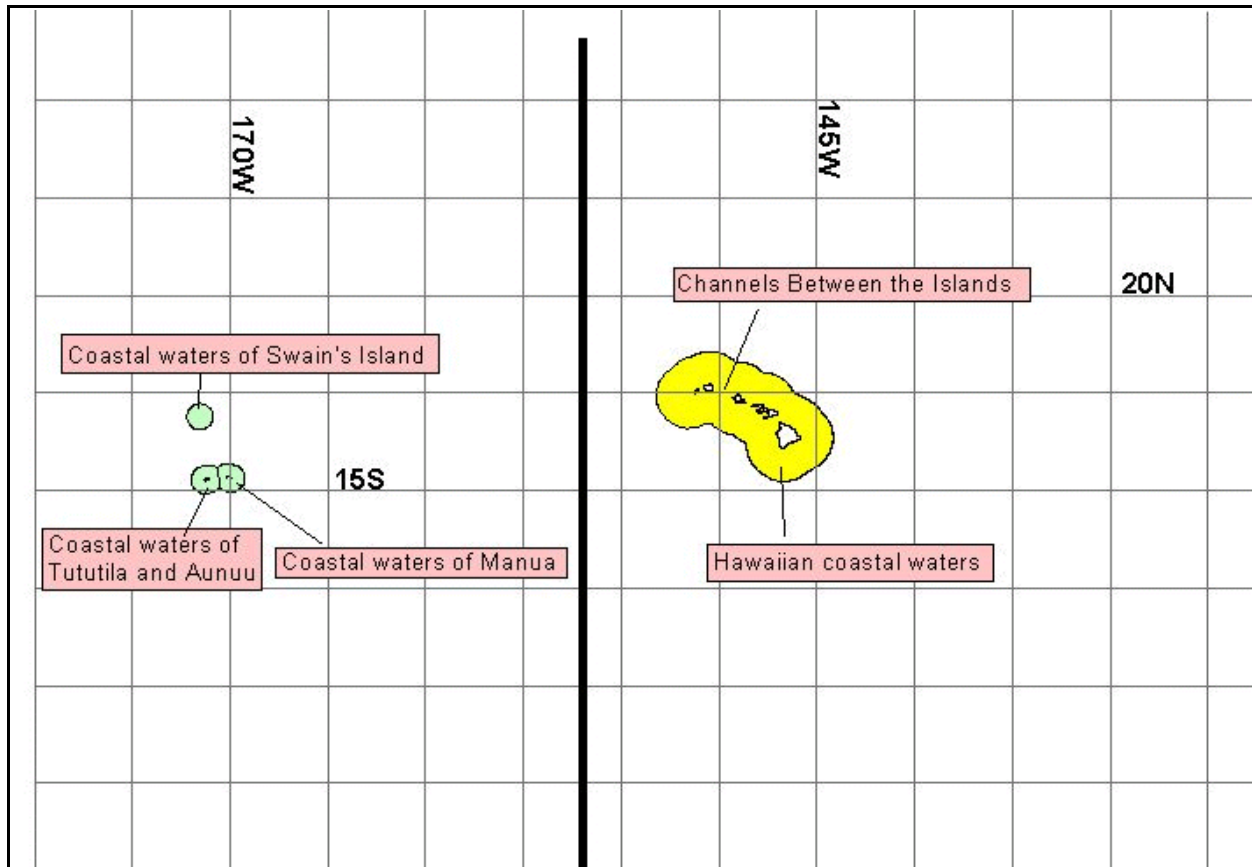 170W
145W
Channels Between the Islands
20N
Coastal waters of Swain's Island
15S
Coastal waters of
Tututila and Aunuu
Coastal waters of Manua
Hawaiian coastal waters